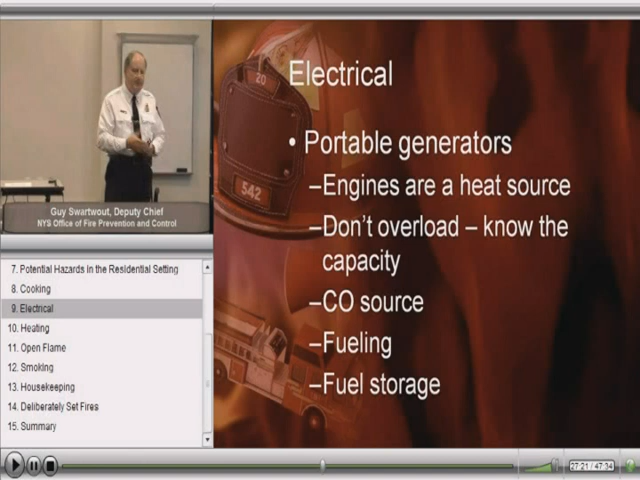 Guy Swartwout, Deputy Chief
NYS Office of Fire Prevention and Control
7. Potential Hazards in the Residential Setting
8. Cooking
9. Electrical
10. Heating
11. Open Flame
12. Smoking
13. Housekeeping
14. Deliberately Set Fires
15. Summary
20
542
Electrical
• Portable generators
–Engines are a heat source
–Don't overload – know the
capacity
–CO source
–Fueling
–Fuel storage
27:21 / 47:34
?